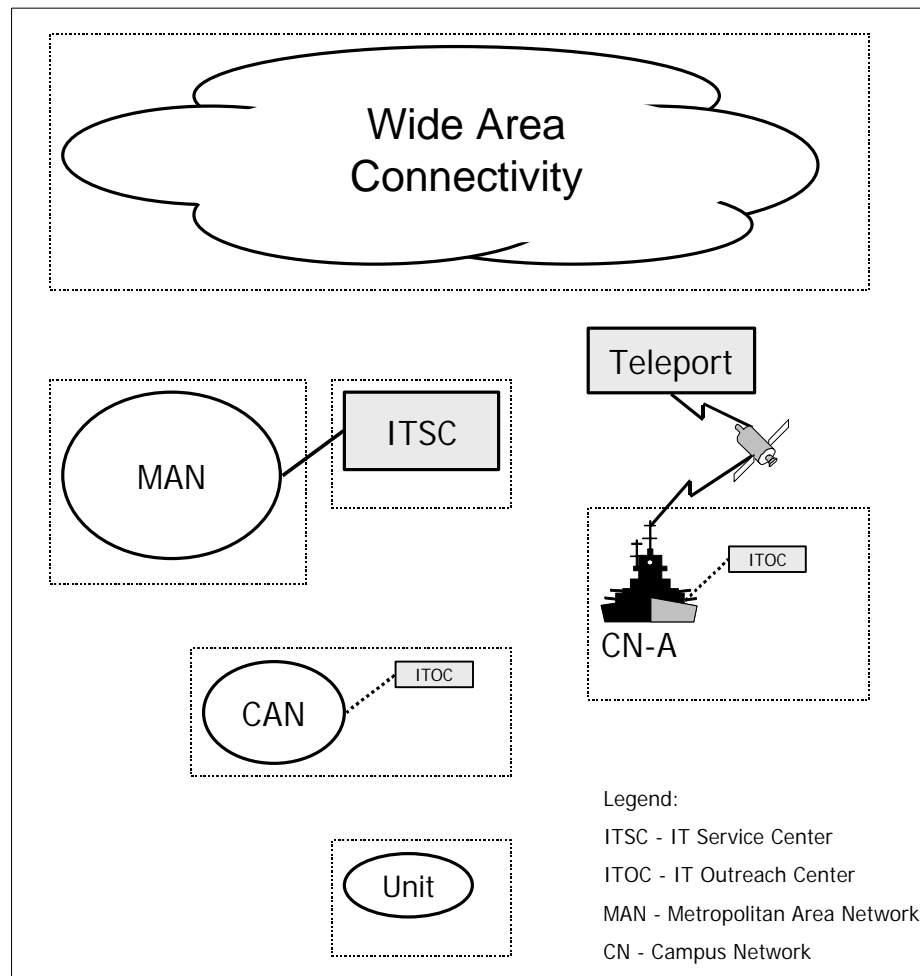 Wide Area
Connectivity
Teleport
ITSC
MAN
ITOC
CN-A
ITOC
CAN
Unit
Legend:
ITSC - IT Service Center
ITOC - IT Outreach Center
MAN - Metropolitan Area Network
CN - Campus Network